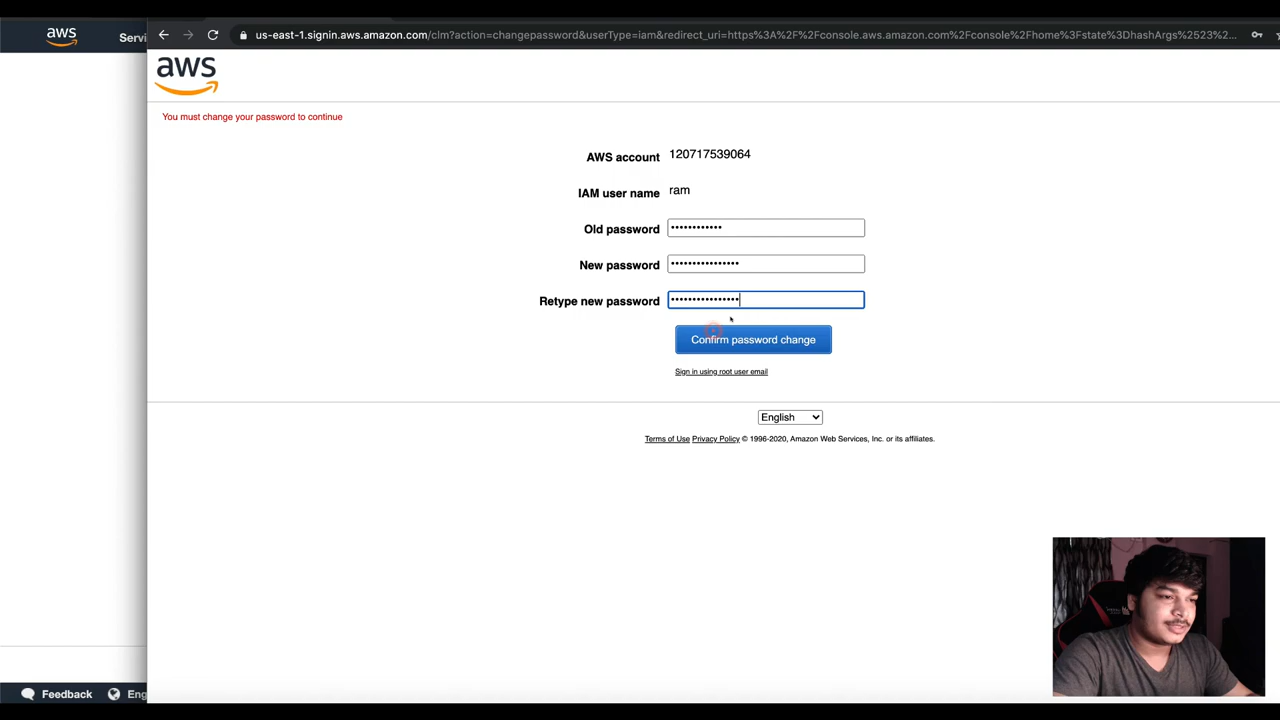 aws
Servi
us-east-1.signin.aws.amazon.com/clm?action=changepassword&userType=iam&redirect_uri=https%3A%2F%2Fconsole.aws.amazon.com%2Fconsole%2Fhome%3Fstate%3DhashArgs%2523%2...
aws
You must change your password to continue
AWS account 120717539064
IAM user name ram
Old password ••••••••••••
New password ••••••••••••••••
Retype new password ••••••••••••••••
Confirm password change
Sign in using root user email
English
Terms of Use Privacy Policy © 1996-2020, Amazon Web Services, Inc. or its affiliates.
Feedback Eng